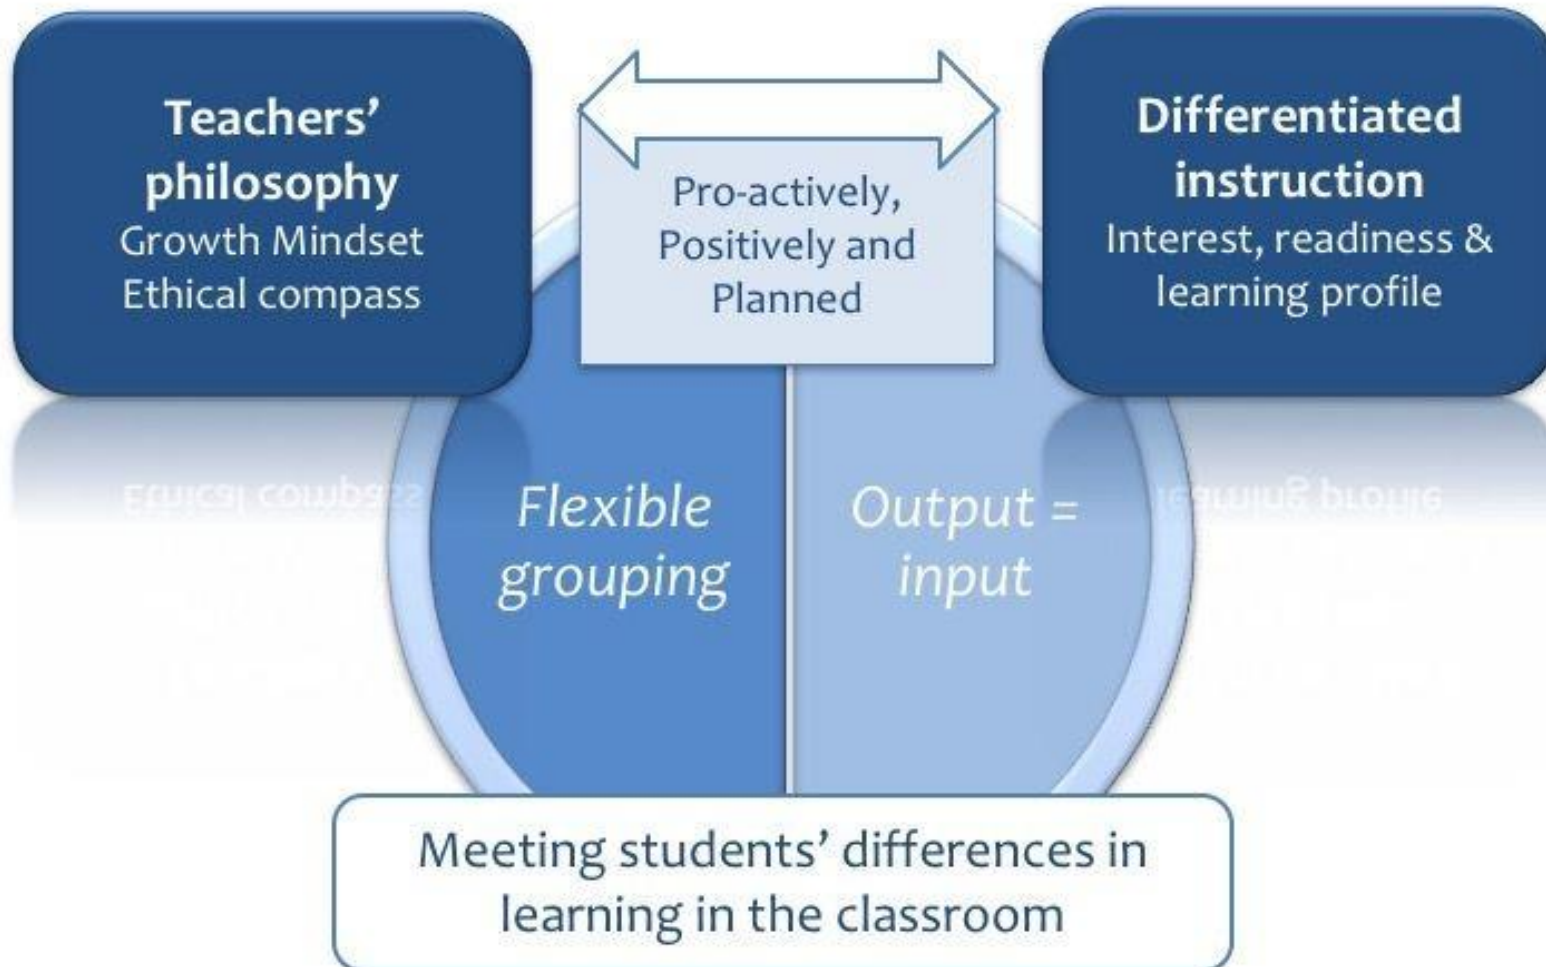 Teachers’
philosophy
Growth Mindset
Ethical compass
Pro-actively,
Positively and
Planned
Differentiated
instruction
Interest, readiness &
learning profile
Flexible
grouping
Output =
input
Meeting students’ differences in
learning in the classroom